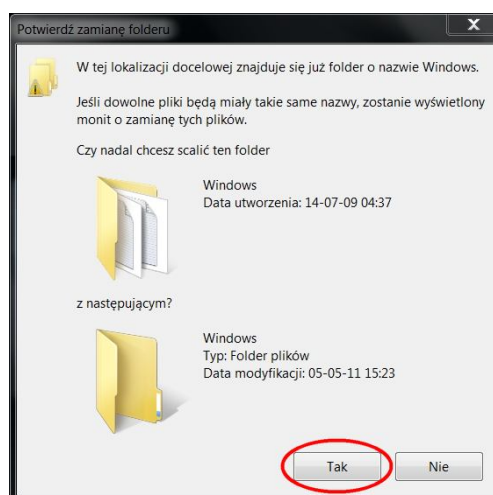 Potwierdź zamianę folderu
W tej lokalizacji docelowej znajduje się już folder o nazwie Windows.
Jeśli dowolne pliki będą miały takie same nazwy, zostanie wyświetlony
monit o zamianę tych plików.
Czy nadal chcesz scalić ten folder
Windows
Data utworzenia: 14-07-09 04:37
z następującym?
Windows
Typ: Folder plików
Data modyfikacji: 05-05-11 15:23
Tak Nie